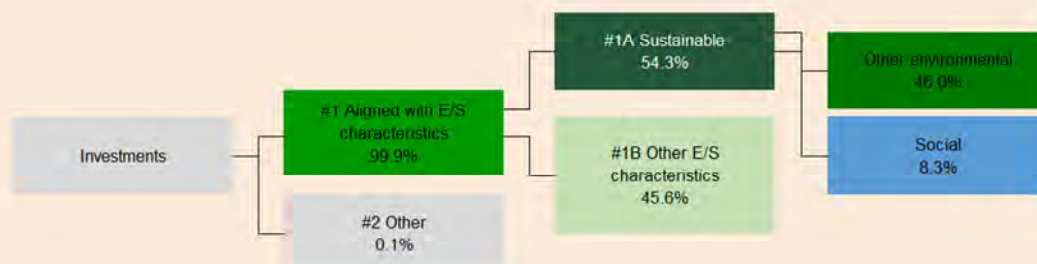 Investments
#1 Aligned with E/S
characteristics
99.9%
#2 Other
0.1%
#1A Sustainable
54.3%
#1B Other E/S
characteristics
45.6%
Other environmental
46.0%
Social
8.3%